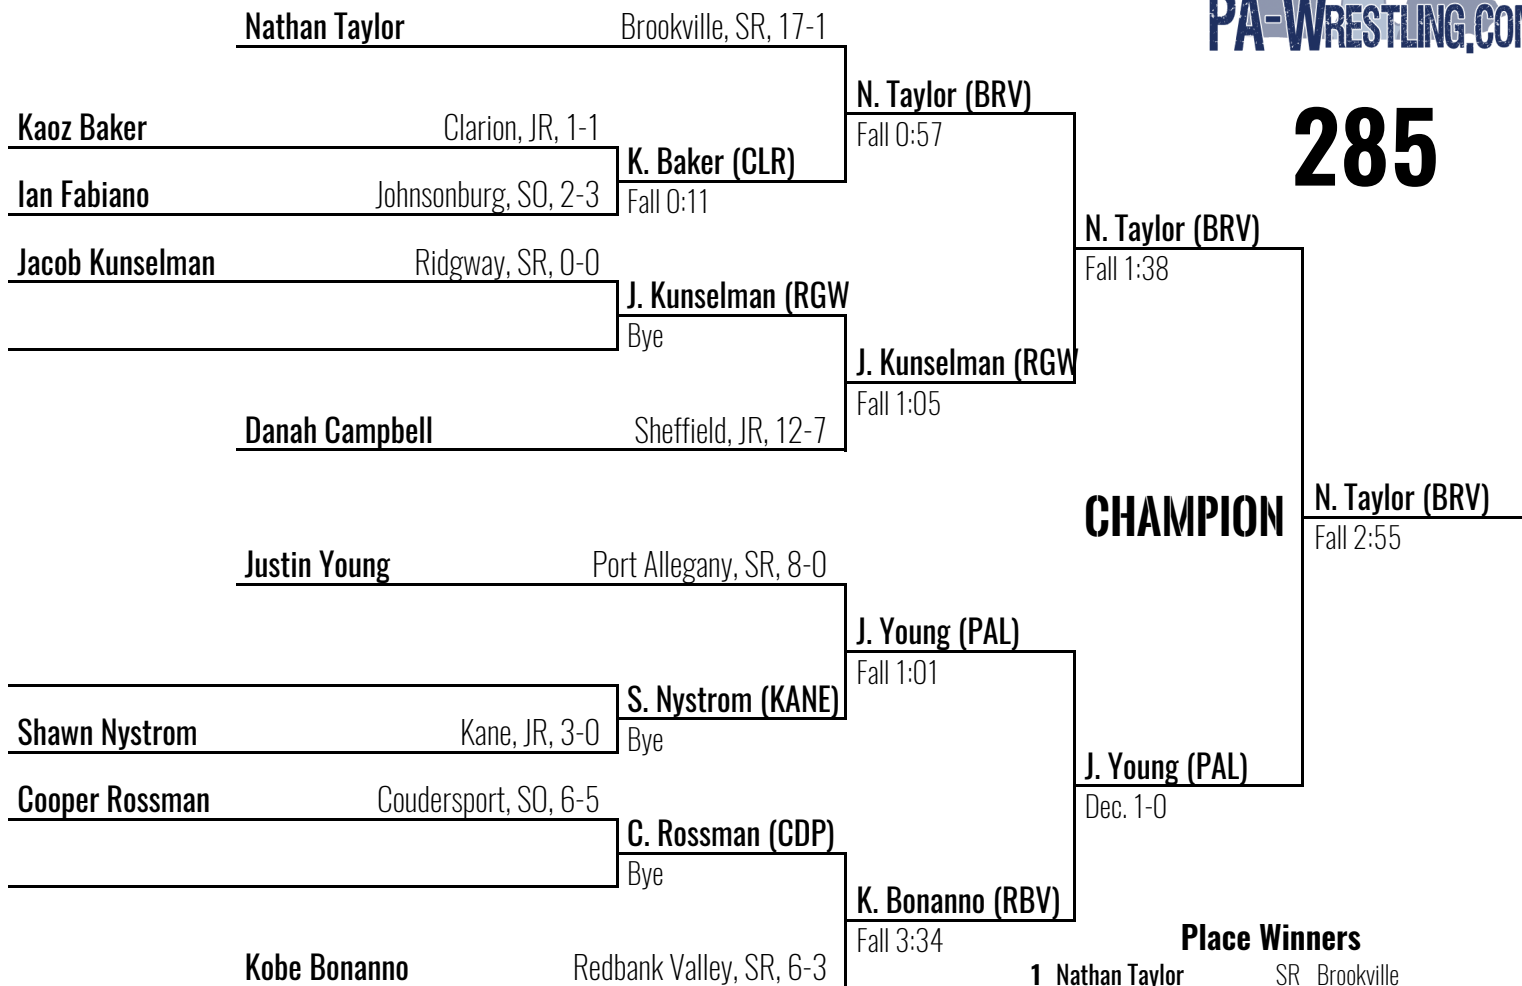 PA-WRESTLING.CO
Nathan Taylor Brookville, SR, 17-1
N. Taylor (BRV)
Fall 0:57
285
Kaoz Baker Clarion, JR, 1-1
K. Baker (CLR)
Fall 0:11
Ian Fabiano Johnsonburg, SO, 2-3
N. Taylor (BRV)
Fall 1:38
Jacob Kunselman Ridgway, SR, 0-0
J. Kunselman (RGW
Bye
J. Kunselman (RGW
Fall 1:05
Danah Campbell Sheffield, JR, 12-7
CHAMPION
N. Taylor (BRV)
Fall 2:55
Justin Young Port Allegany, SR, 8-0
J. Young (PAL)
Fall 1:01
S. Nystrom (KANE)
Bye
Shawn Nystrom Kane, JR, 3-0
J. Young (PAL)
Dec. 1-0
Cooper Rossman Coudersport, SO, 6-5
C. Rossman (CDP)
Bye
K. Bonanno (RBV)
Fall 3:34
Kobe Bonanno Redbank Valley, SR, 6-3
Place Winners
1 Nathan Taylor SR Brookville